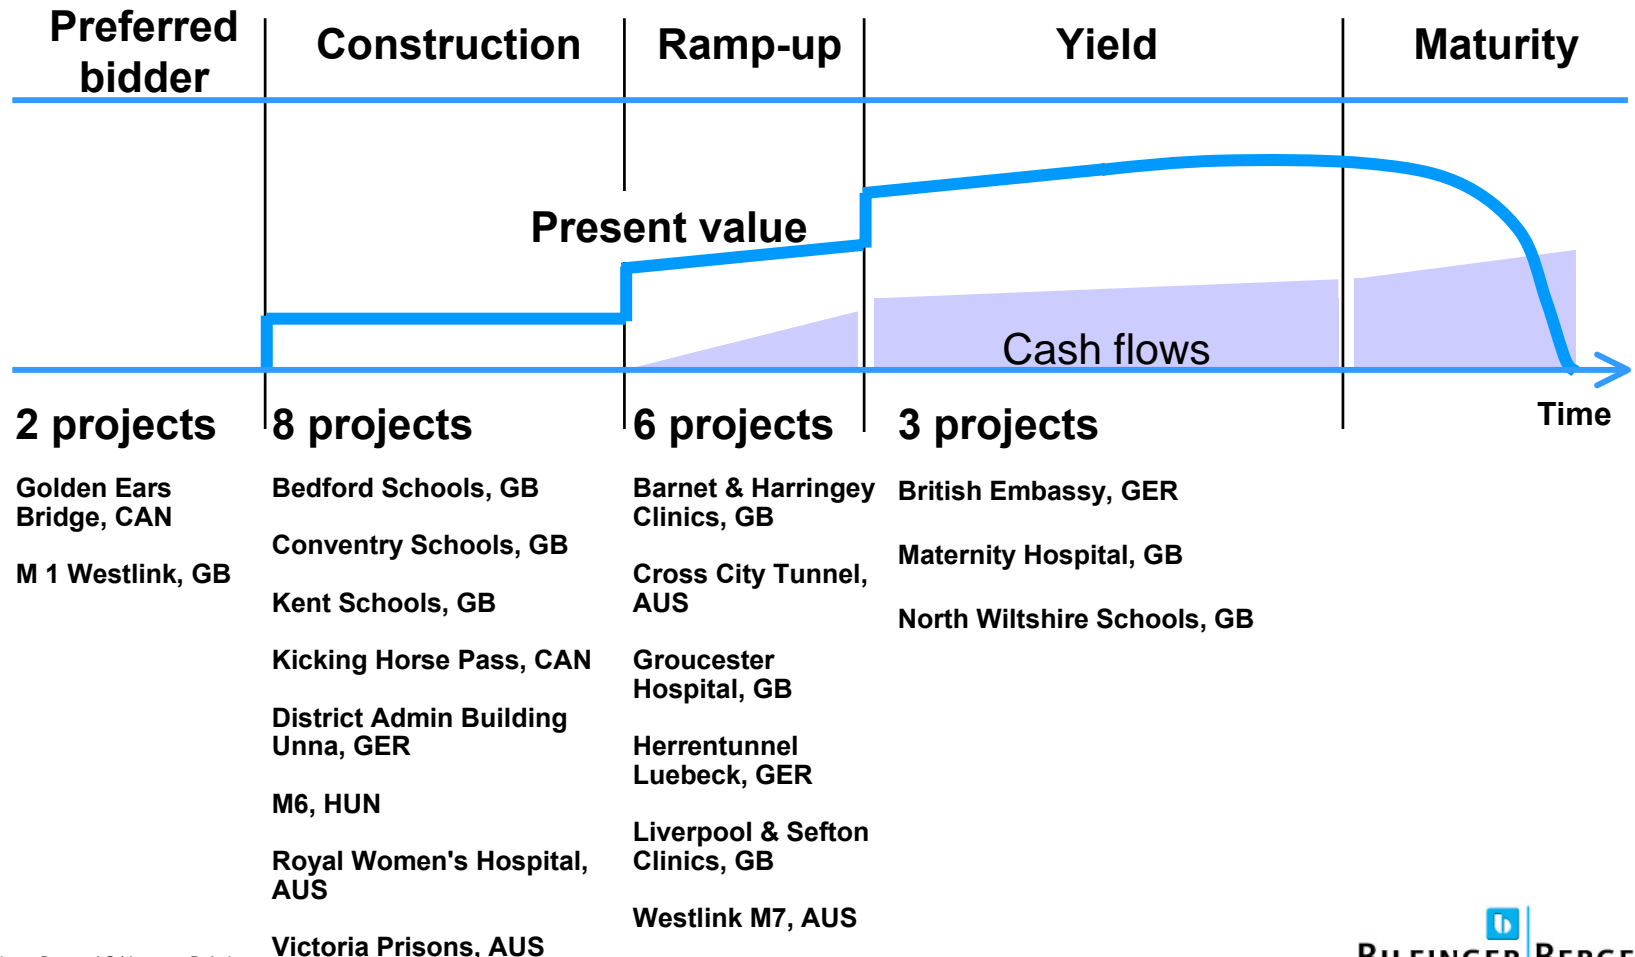 Preferred
bidder
Construction
Ramp-up
Yield
Maturity
Present value
Cash flows
Time
2 projects
Golden Ears
Bridge, CAN
M 1 Westlink, GB
8 projects
Bedford Schools, GB
Conventry Schools, GB
Kent Schools, GB
Kicking Horse Pass, CAN
District Admin Building
Unna, GER
M6, HUN
Royal Women's Hospital,
AUS
Victoria Prisons, AUS
6 projects
Barnet & Harringey
Clinics, GB
Cross City Tunnel,
AUS
Groucester
Hospital, GB
Herrentunnel
Luebeck, GER
Liverpool & Sefton
Clinics, GB
Westlink M7, AUS
3 projects
British Embassy, GER
Maternity Hospital, GB
North Wiltshire Schools, GB